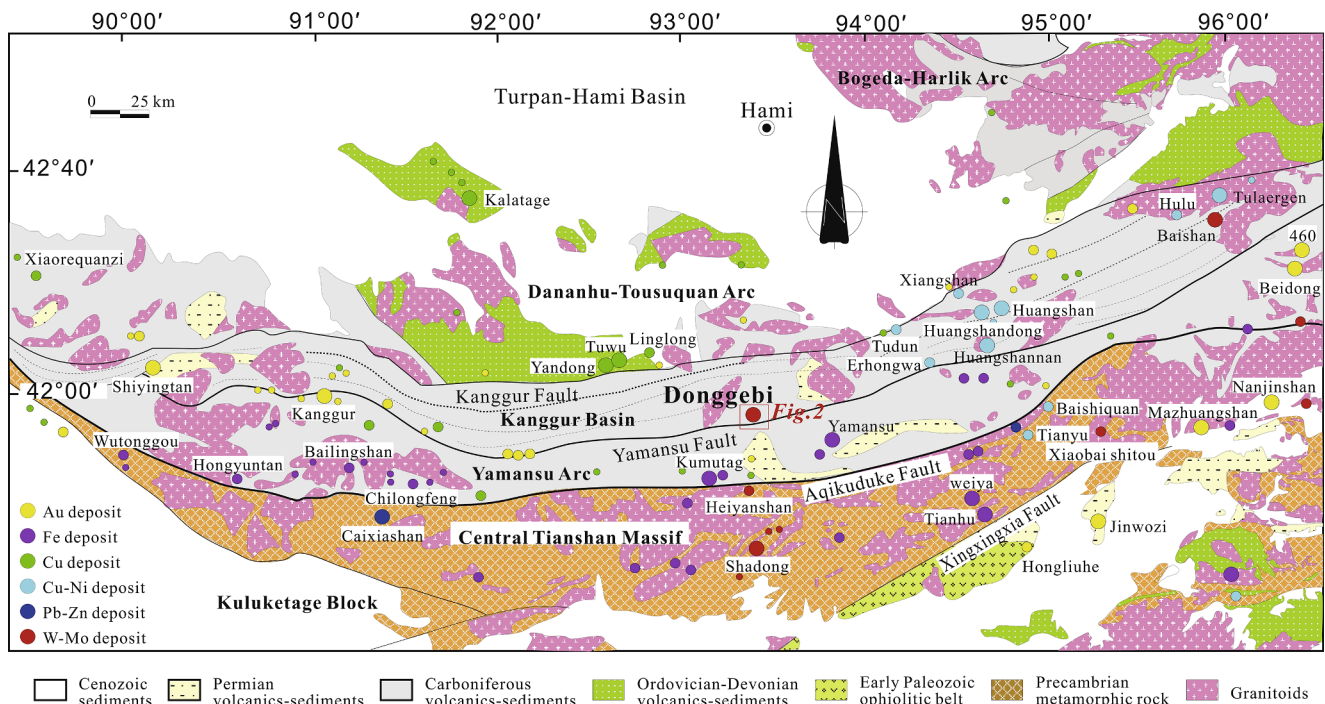 90°00′ 91°00′ 92°00′ 93°00′ 94°00′ 95°00′ 96°00′
Bogeda-Harlik Arc
0 25 km
Turpan-Hami Basin
Hami
42°40′
Kalatage
N
Hulu
Tulaergen
Baishan
460
Xiaorequanzi
Xiangshan
Beidong
Dananhu-Tousuquan Arc
Huangshan
Huangshandong
Linglong
Tuwu
Tudun
Yandong
Erhongwa
Huangshannan
Shiyingtan
Kanggur Fault
42°00′
Donggebi
Nanjinshan
Kanggur
Kanggur Basin
Fig.2
Baishiquan
Mazhuangshan
Yamansu
Wutonggou
Yamansu Fault
Tianyu
Bailingshan
Xiaobai shitou
Hongyuntan
Yamansu Arc
Kumutag
Aqikuduke Fault
weiya
Chilongfeng
Heiyanshan
Au deposit
Tianhu
Jinwozi
Caixiashan
Central Tianshan Massif
Xingxingxia Fault
Fe deposit
Cu deposit
Shadong
Hongliuhe
Cu-Ni deposit
Kuluketage Block
Pb-Zn deposit
W-Mo deposit
Cenozoic
sediments
Permian
volcanics-sediments
Carboniferous
volcanics-sediments
Ordovician-Devonian
volcanics-sediments
Early Paleozoic
ophiolitic belt
Precambrian
metamorphic rock
Granitoids